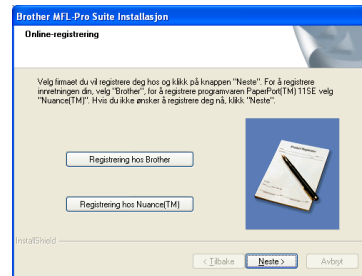 Brother MFL-Pro Suite Installasjon
Online-registrering
Velg firmaet du vil registrere deg hos og klikk på knappen "Neste". For å registrere
innretningen din, velg "Brother", for å registrere programvaren PaperPort(TM) 11SE velg
"Nuance(TM)". Hvis du ikke ønsker å registrere deg nå, klikk "Neste".
Registrering hos Brother
Registrering hos Nuance(TM)
InstallShield
< Tilbake
Neste >
Avbryt